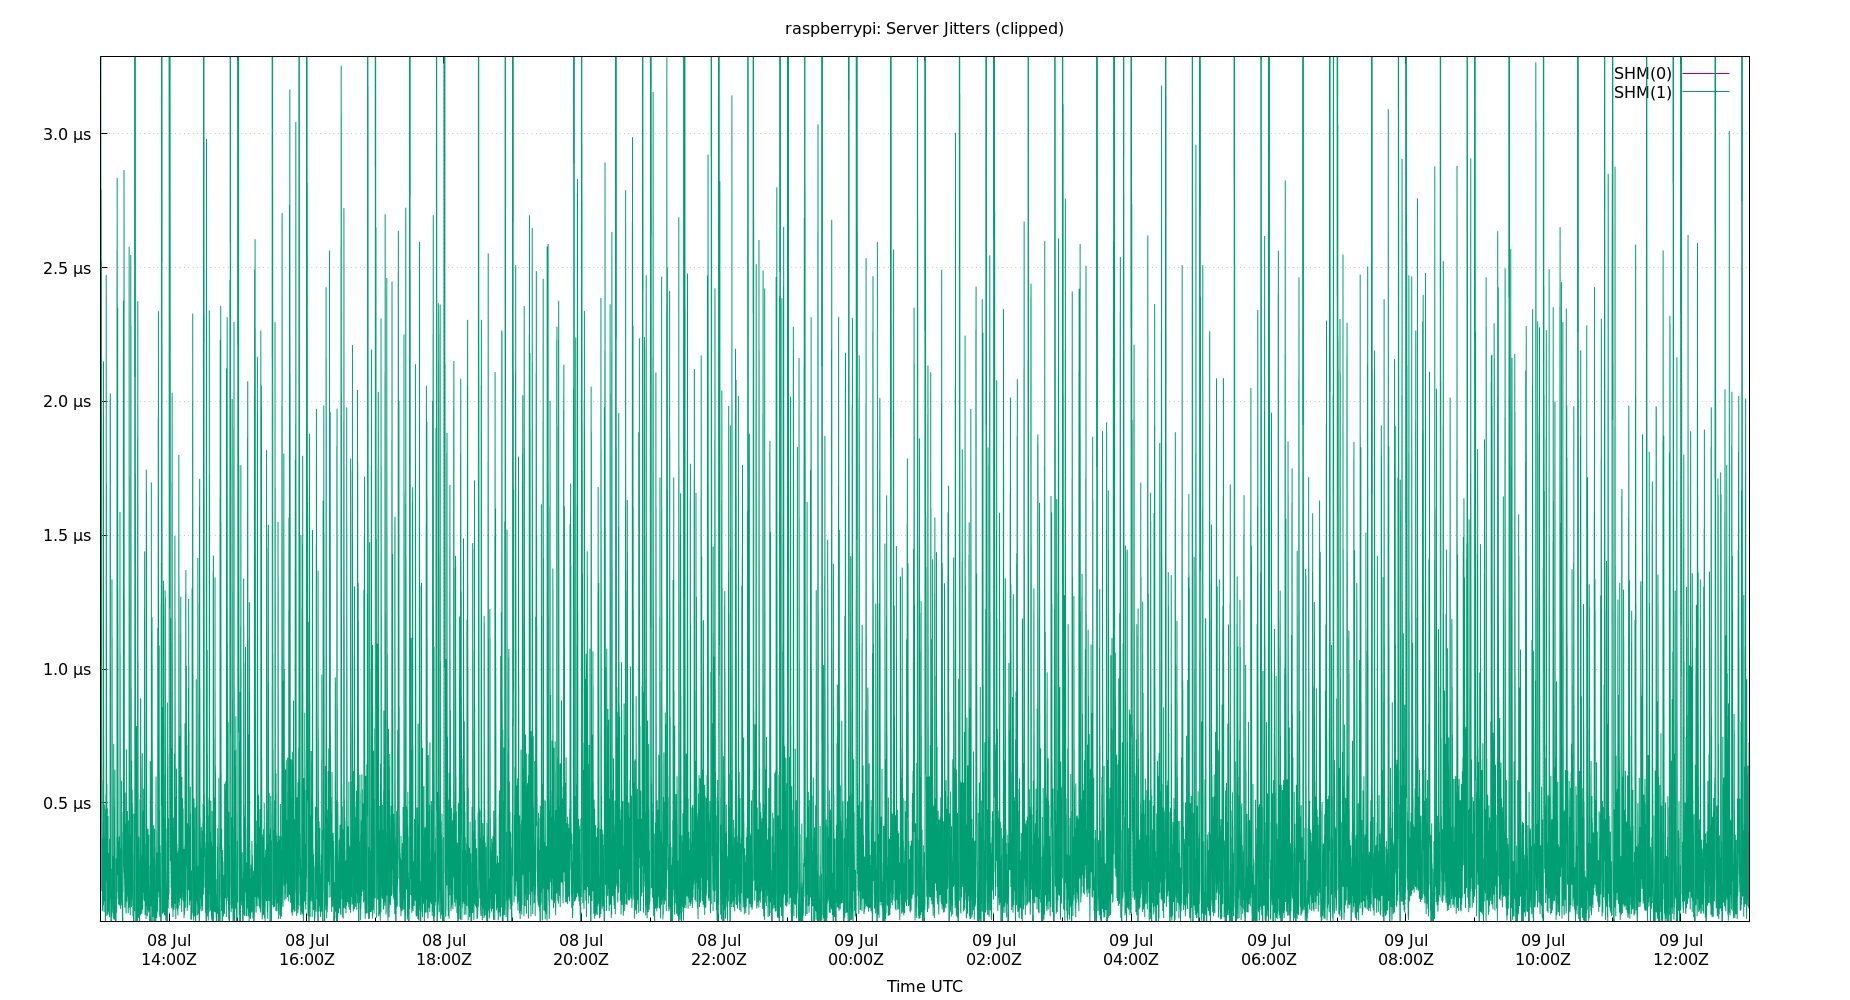 raspberrypi: Server Jitters (clipped)
SHM(0)
SHM(1)
3.0 µs
2.5 µs
2.0 µs
1.5 µs
1.0 µs
0.5 µs
08 Jul 08 Jul 08 Jul 08 Jul 08 Jul 09 Jul 09 Jul 09 Jul 09 Jul 09 Jul 09 Jul 09 Jul
14:00Z 16:00Z 18:00Z 20:00Z 22:00Z 00:00Z 02:00Z 04:00Z 06:00Z 08:00Z 10:00Z 12:00Z
Time UTC